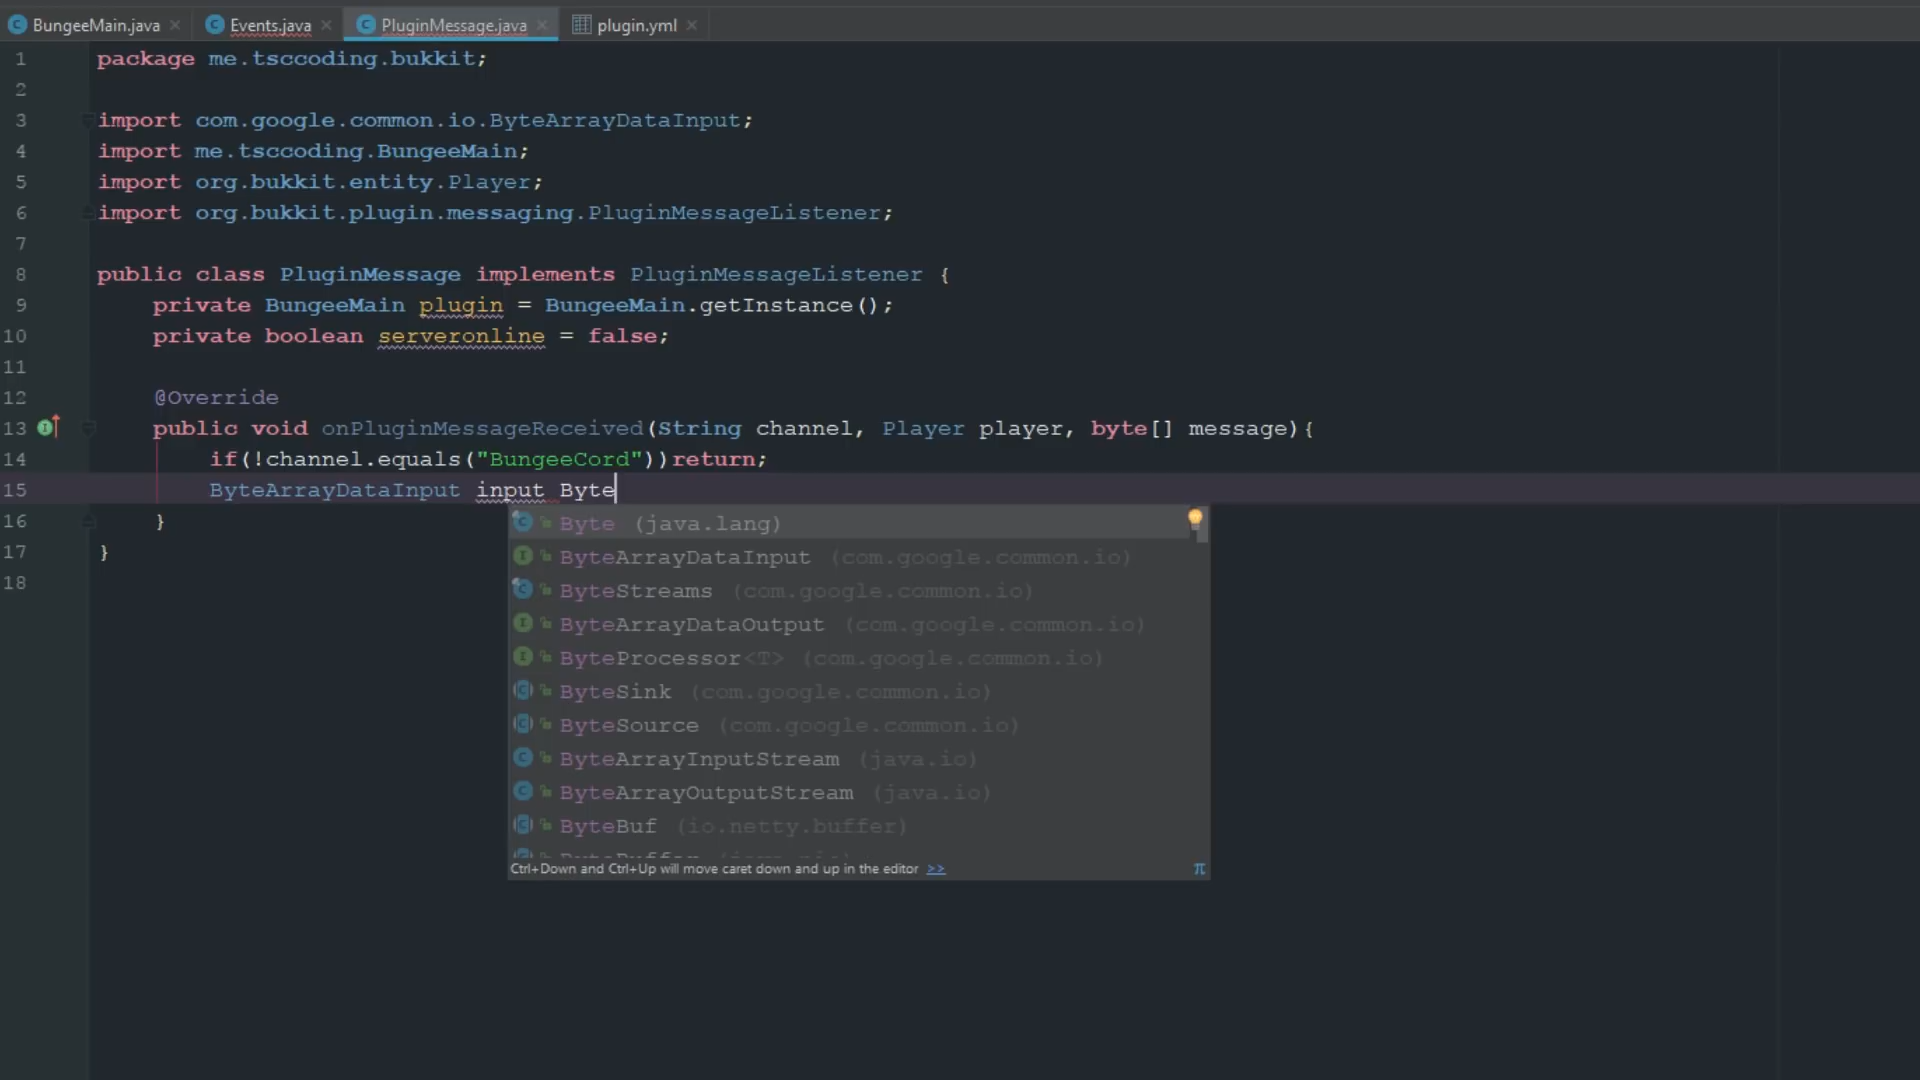 BungeeMain.java Events.java PluginMessage.java plugin.yml
1 package me.tsccoding.bukkit;
2
3 import com.google.common.io.ByteArrayDataInput;
4 import me.tsccoding.BungeeMain;
5 import org.bukkit.entity.Player;
6 import org.bukkit.plugin.messaging.PluginMessageListener;
7
8 public class PluginMessage implements PluginMessageListener {
9 private BungeeMain plugin = BungeeMain.getInstance();
10 private boolean serveronline = false;
11
12 @Override
13 public void onPluginMessageReceived(String channel, Player player, byte[] message){
14 if(!channel.equals("BungeeCord"))return;
15 ByteArrayDataInput input Byte
16 }
17 }
18
Byte (java.lang)
ByteArrayDataInput (com.google.common.io)
ByteStreams (com.google.common.io)
ByteArrayDataOutput (com.google.common.io)
ByteProcessor<T> (com.google.common.io)
ByteSink (com.google.common.io)
ByteSource (com.google.common.io)
ByteArrayInputStream (java.io)
ByteArrayOutputStream (java.io)
ByteBuf (io.netty.buffer)
Ctrl+Down and Ctrl+Up will move caret down and up in the editor >> π